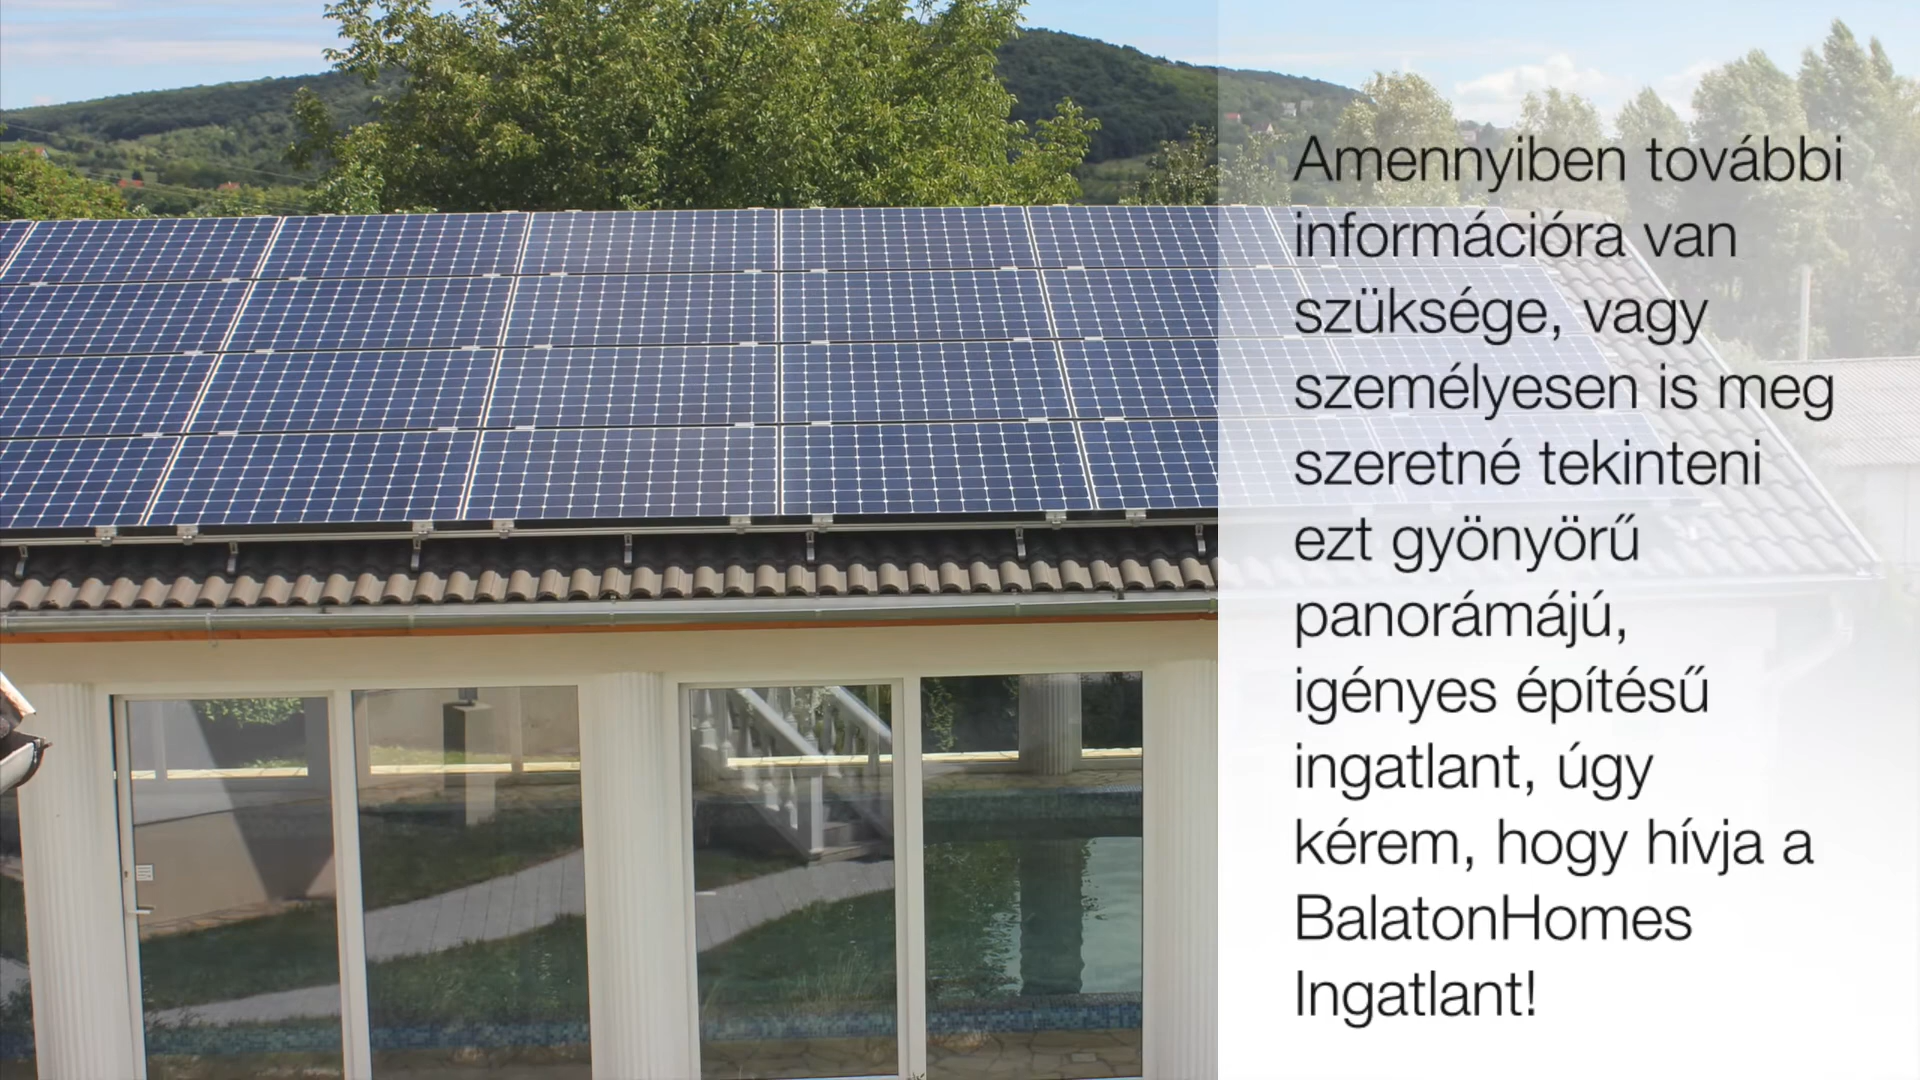 Amennyiben további
információra van
szüksége, vagy
személyesen is meg
szeretné tekinteni
ezt gyönyörű
panorámájú,
igényes építésű
ingatlant, úgy
kérem, hogy hívja a
BalatonHomes
Ingatlant!